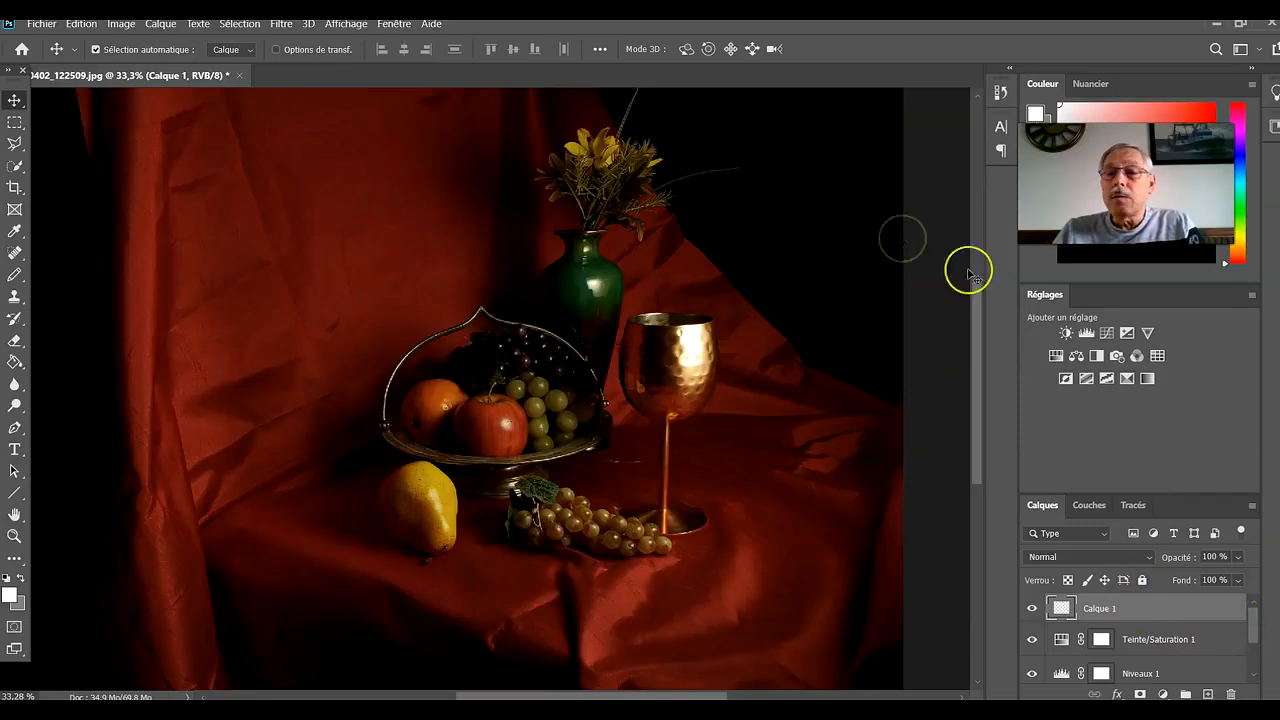 Ps Fichier Edition Image Calque Texte Sélection Filtre 3D Affichage Fenêtre Aide
Sélection automatique : Calque Options de transf. Mode 3D :
0402_122509.jpg @ 33,3% (Calque 1, RVB/8) *
Couleur Nuancier
Réglages
Ajouter un réglage
Calques Couches Tracés
Type
Normal Opacité : 100 %
Verrou : Fond : 100 %
Calque 1
Teinte/Saturation 1
Niveaux 1
33,28 % Doc : 34,9 Mo/69,8 Mo
fx